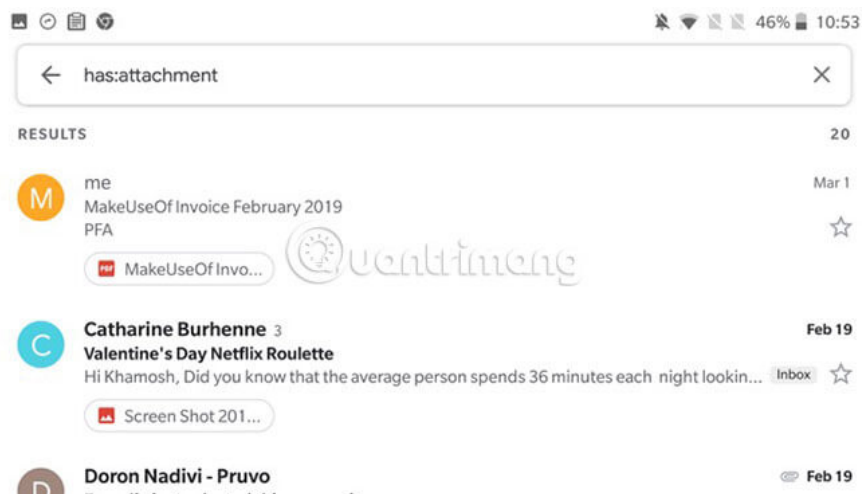 46% 10:53
has:attachment
RESULTS 20
M
me Mar 1
MakeUseOf Invoice February 2019
PFA
PDF MakeUseOf Invo...
Quantrimang
C
Catharine Burhenne 3 Feb 19
Valentine's Day Netflix Roulette
Hi Khamosh, Did you know that the average person spends 36 minutes each night lookin... Inbox
Screen Shot 201...
D
Doron Nadivi - Pruvo Feb 19